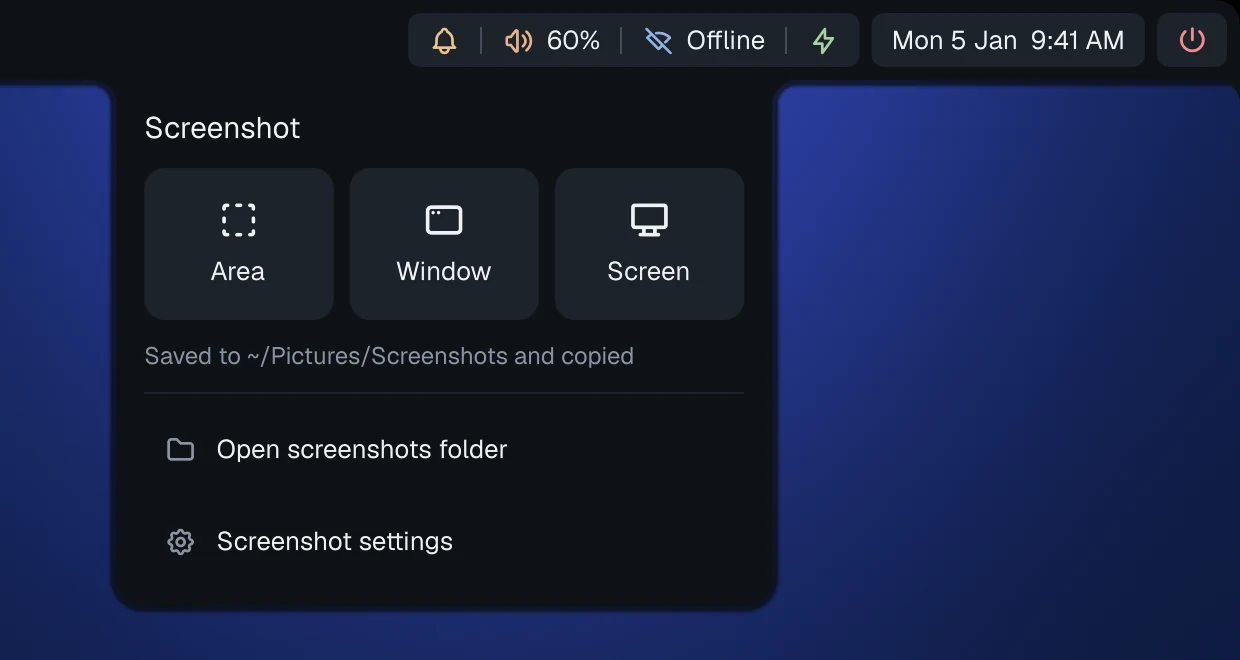 60% Offline Mon 5 Jan 9:41 AM
Screenshot
Area Window Screen
Saved to ~/Pictures/Screenshots and copied
Open screenshots folder
Screenshot settings